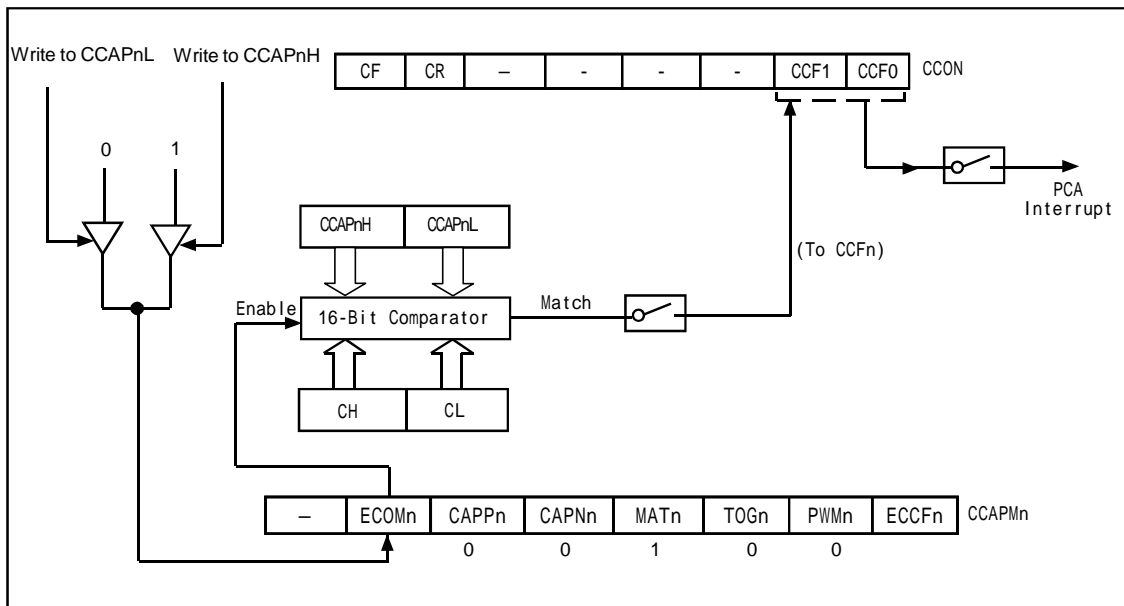 Write to CCAPnL Write to CCAPnH
CF CR – - - - CCF1 CCF0 CCON
0 1
PCA
Interrupt
CCAPnH CCAPnL
(To CCFn)
Enable 16-Bit Comparator Match
CH CL
– ECOMn CAPPn CAPNn MATn TOGn PWMn ECCFn CCAPMn
0 0 1 0 0